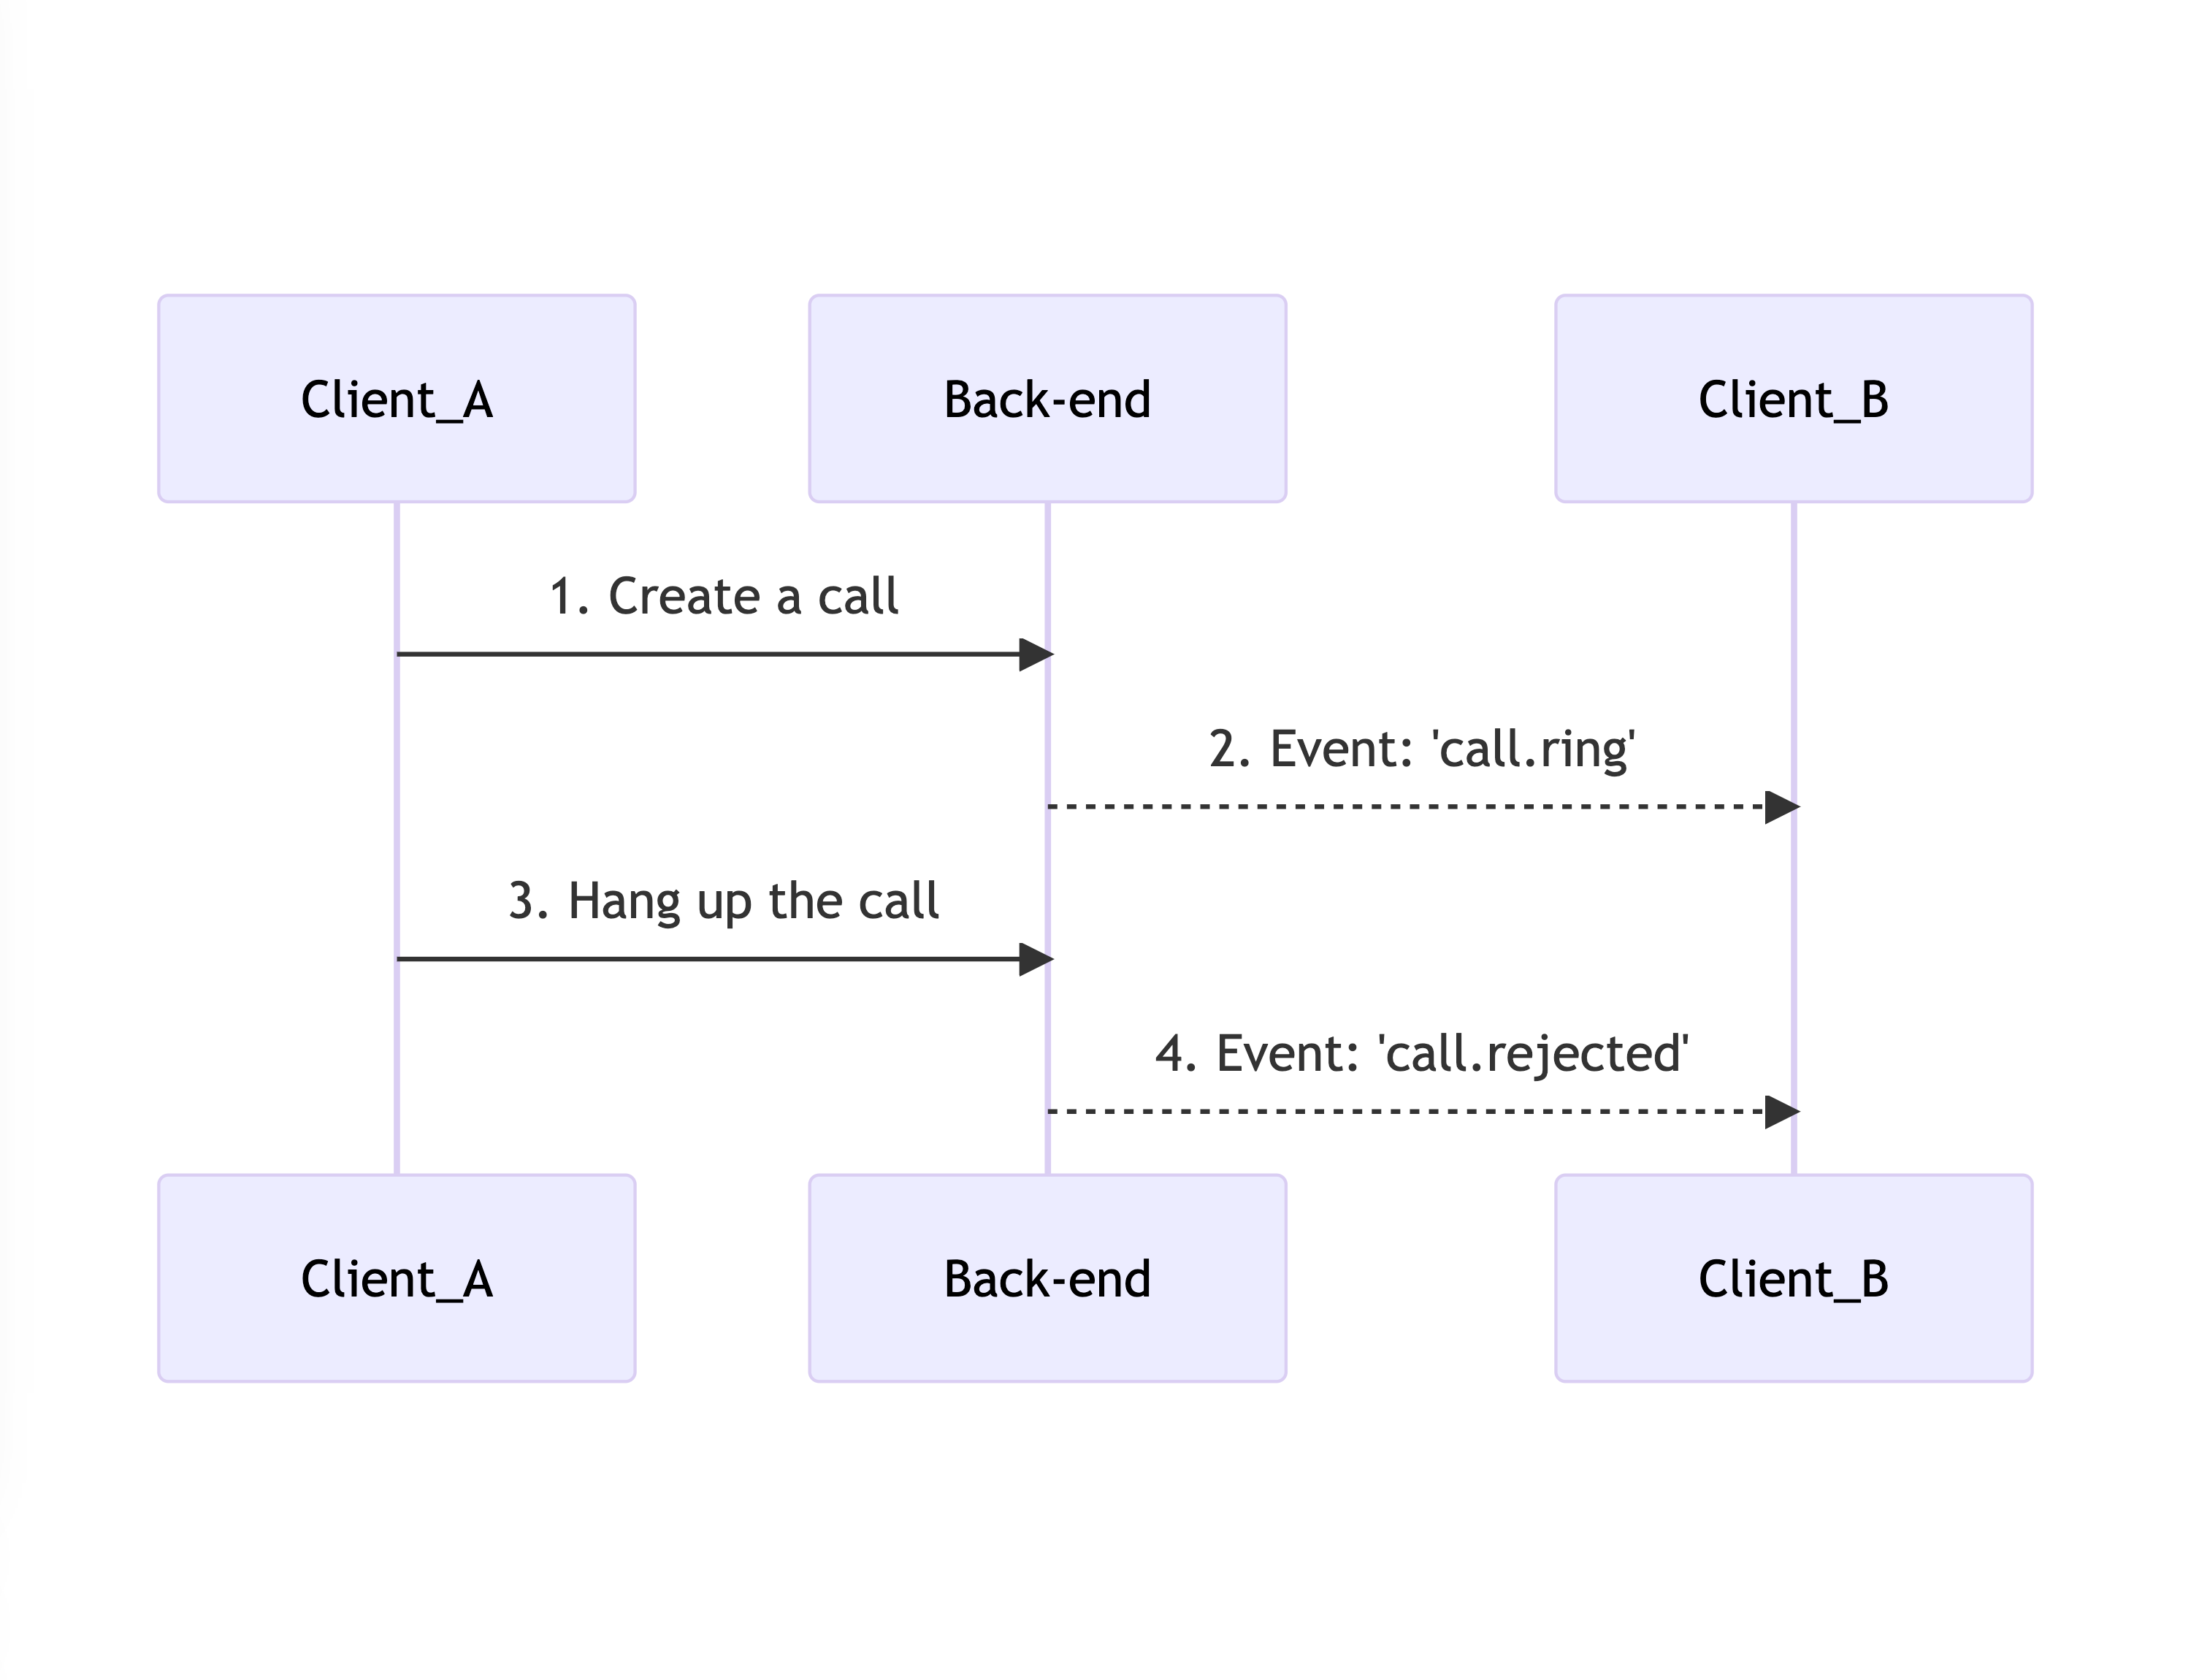 Client_A
Back-end
Client_B
1. Create a call
2. Event: 'call.ring'
3. Hang up the call
4. Event: 'call.rejected'
Client_A
Back-end
Client_B